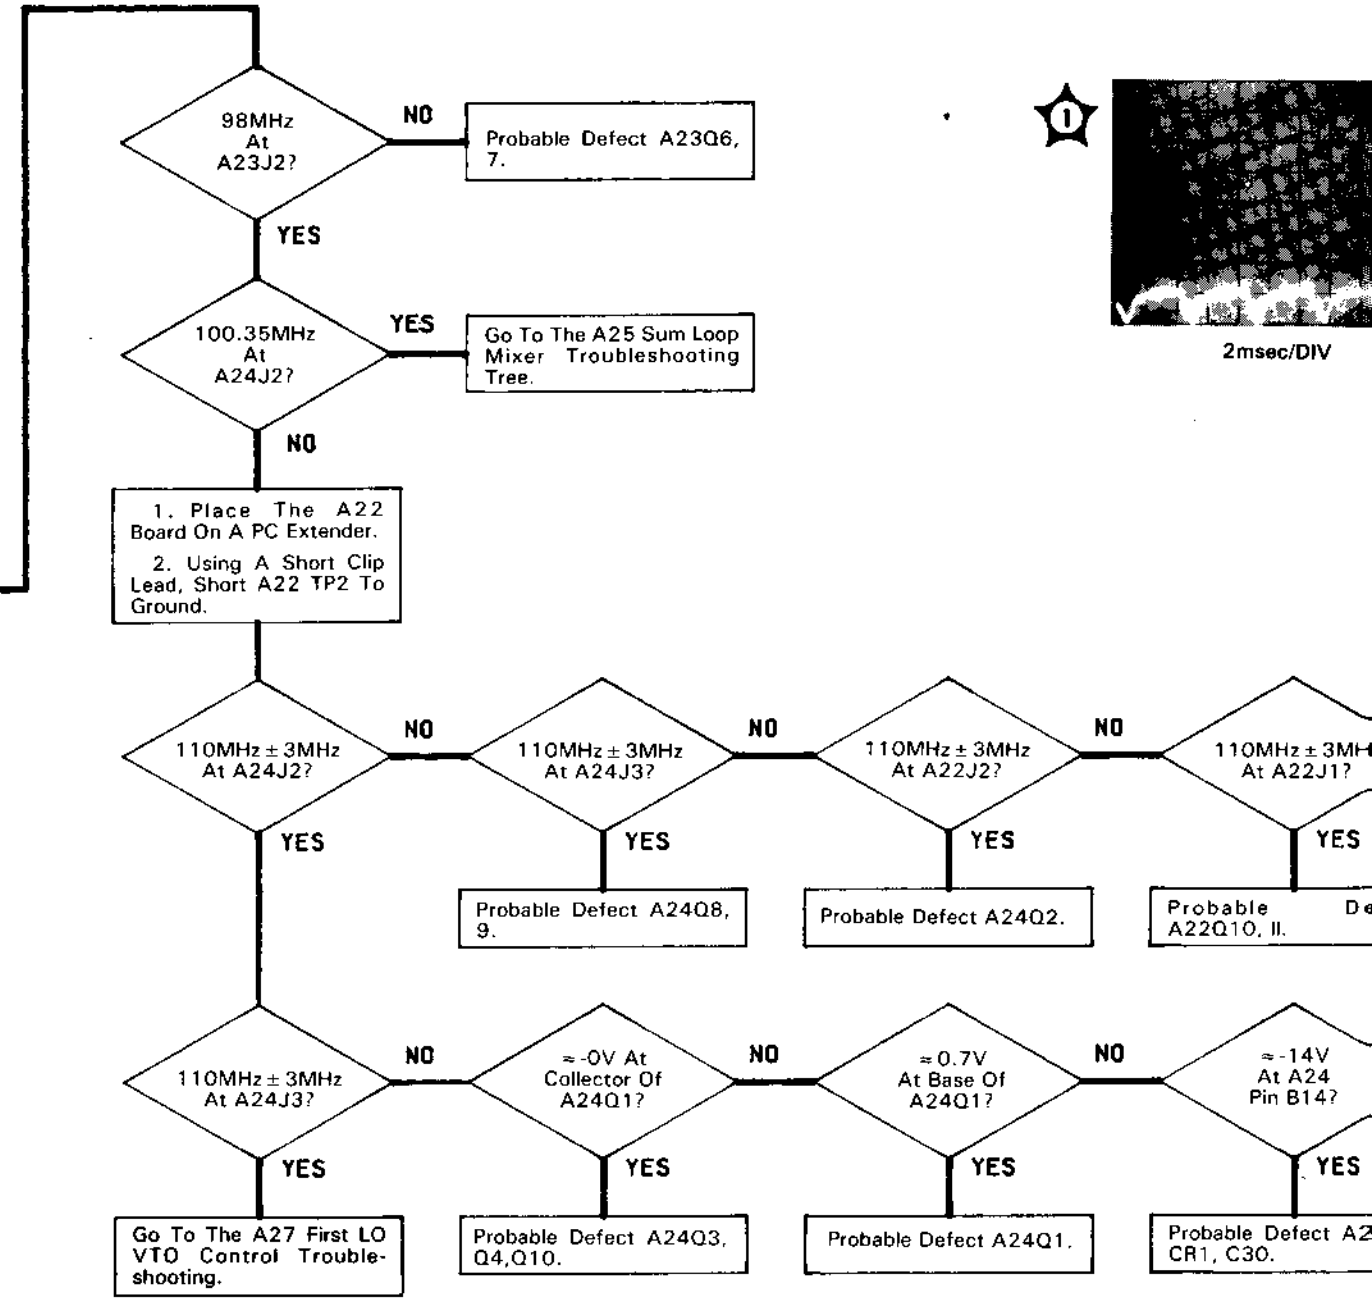 98MHz
At
A23J2?
NO
Probable Defect A23Q6,
7.
1
YES
2msec/DIV
100.35MHz
At
A24J2?
YES
Go To The A25 Sum Loop
Mixer Troubleshooting
Tree.
NO
1. Place The A22
Board On A PC Extender.
2. Using A Short Clip
Lead, Short A22 TP2 To
Ground.
110MHz ± 3MHz
At A24J2?
NO
110MHz ± 3MHz
At A24J3?
NO
110MHz ± 3MHz
At A22J2?
NO
110MHz ± 3MH
At A22J1?
YES
YES
YES
YES
Probable Defect A24Q8,
9.
Probable Defect A24Q2.
Probable De
A22Q10, II.
110MHz ± 3MHz
At A24J3?
NO
≈ -0V At
Collector Of
A24Q1?
NO
≈ 0.7V
At Base Of
A24Q1?
NO
≈ -14V
At A24
Pin B14?
YES
YES
YES
YES
Go To The A27 First LO
VTO Control Trouble-
shooting.
Probable Defect A24Q3,
Q4,Q10.
Probable Defect A24Q1.
Probable Defect A2
CR1, C30.